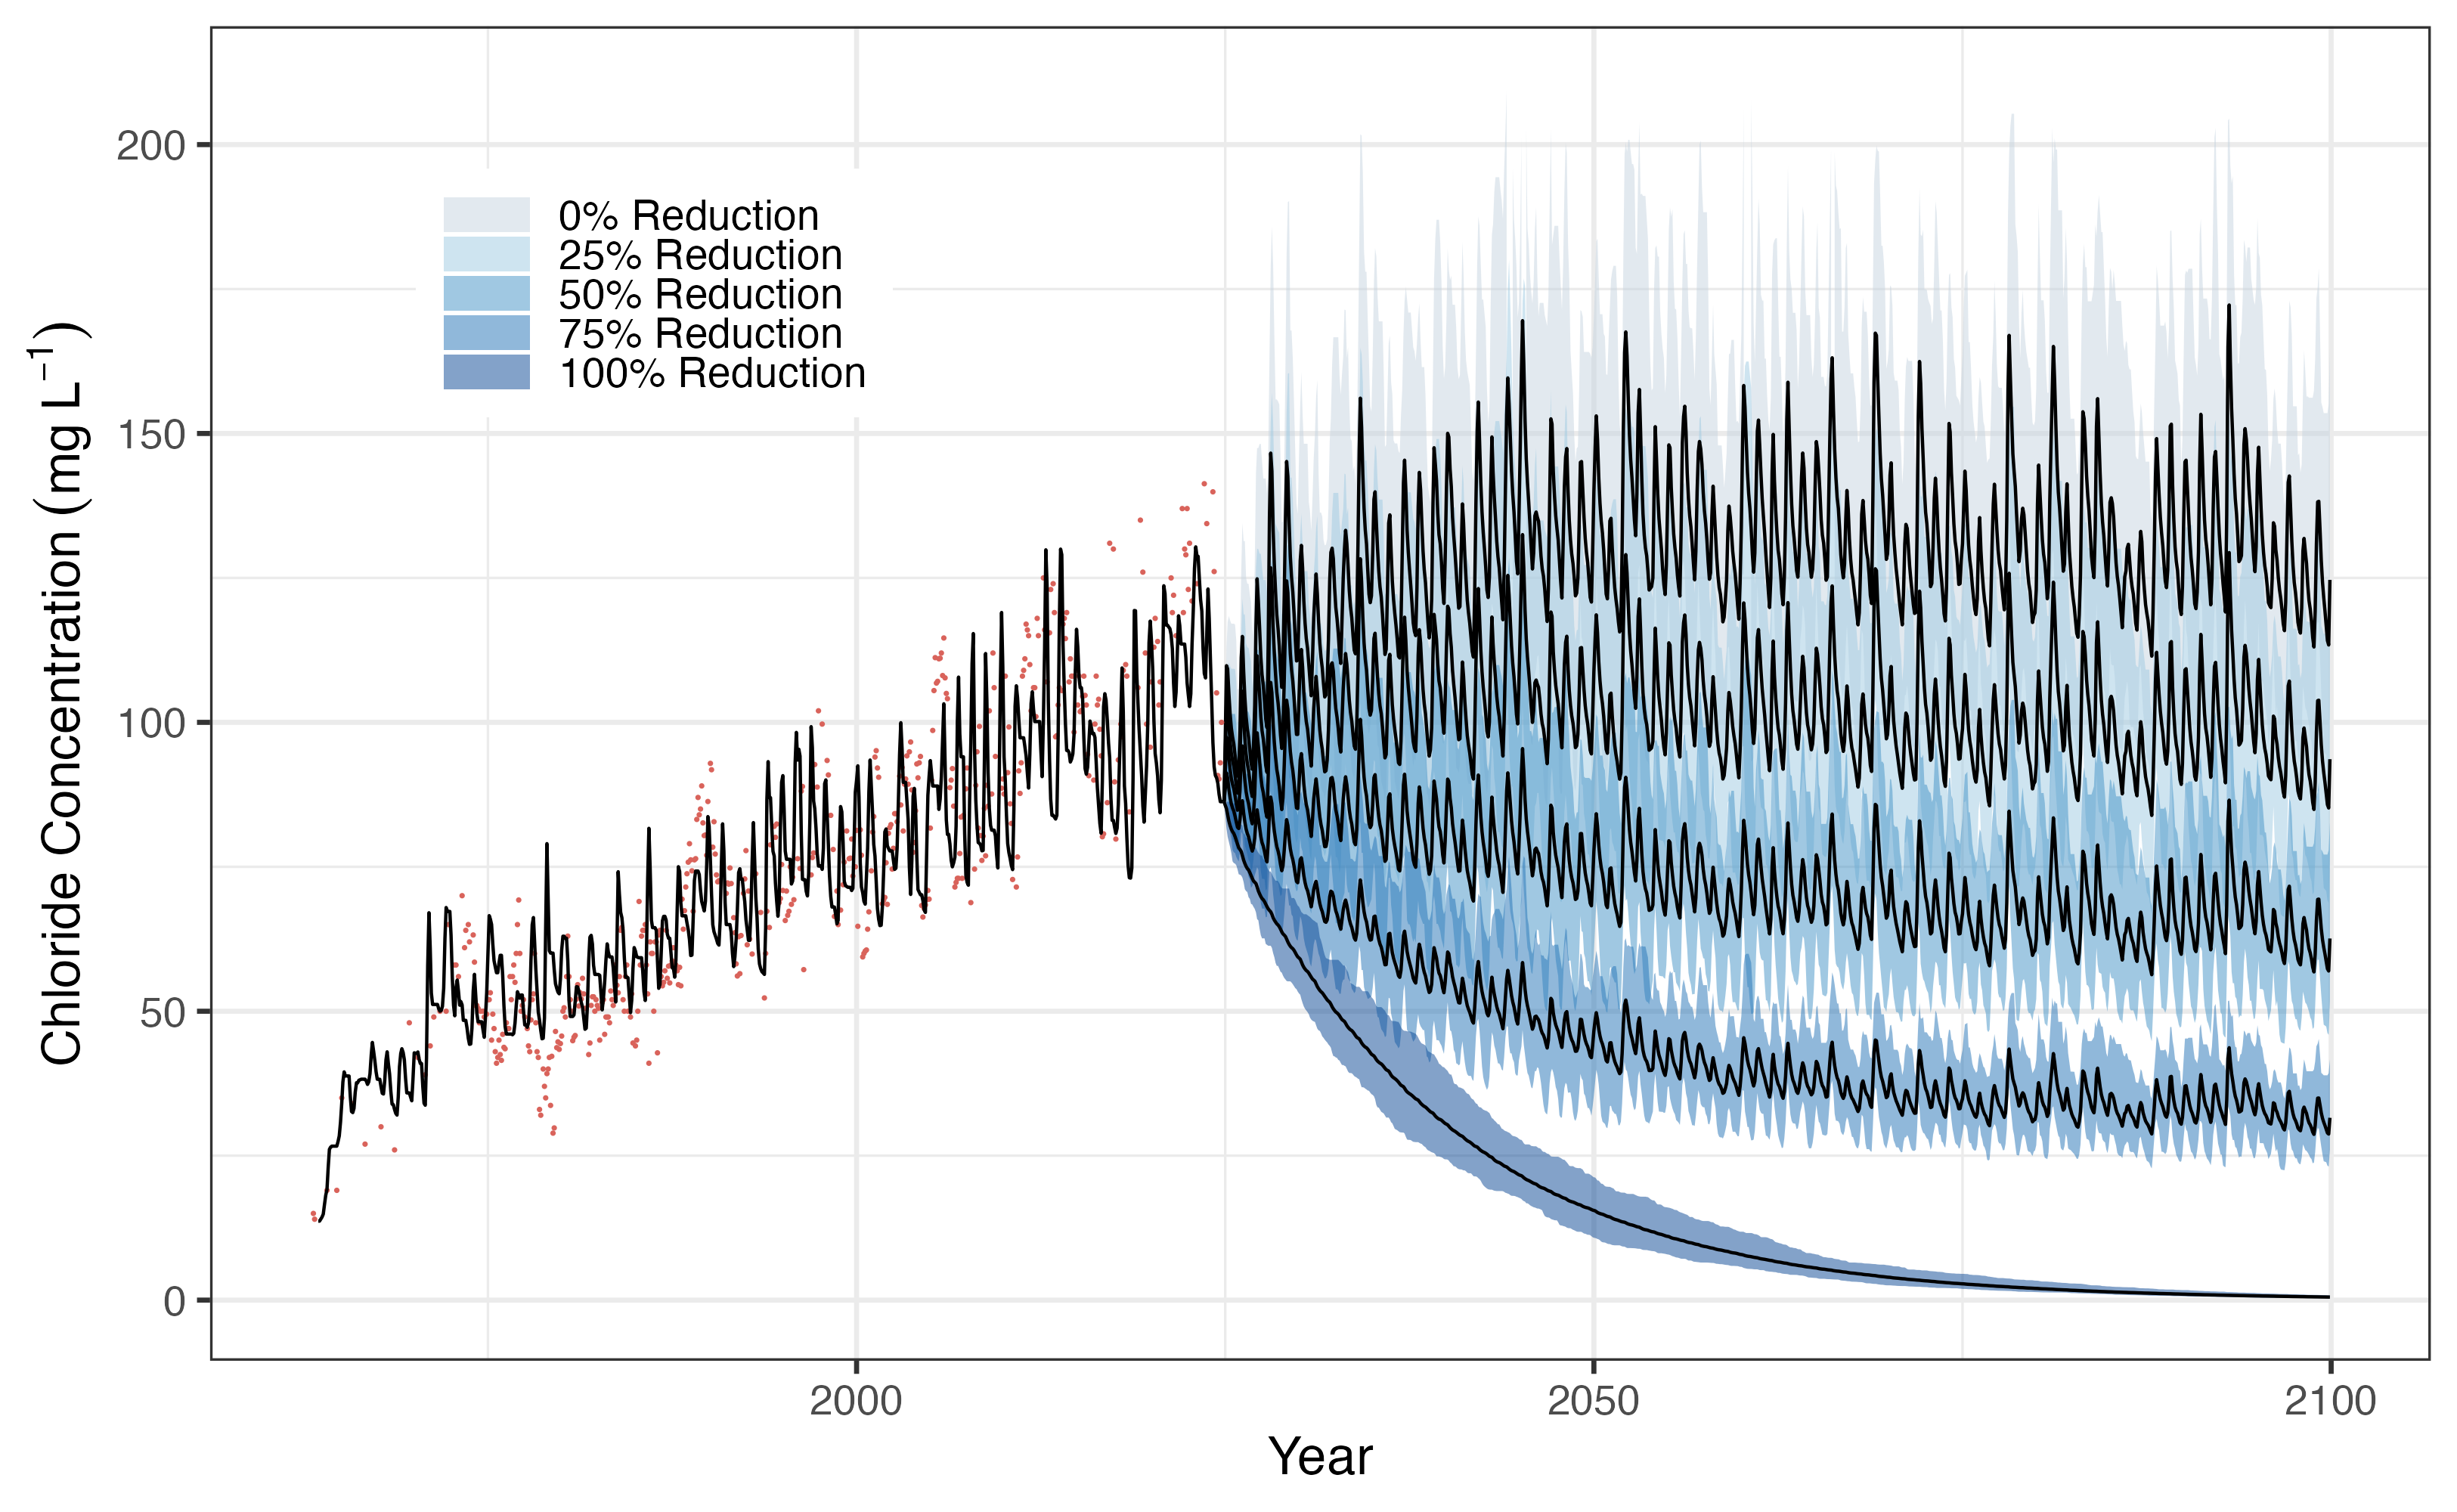 Chloride Concentration (mg L⁻¹)
200
150
100
50
0
0% Reduction
25% Reduction
50% Reduction
75% Reduction
100% Reduction
2000
2050
2100
Year